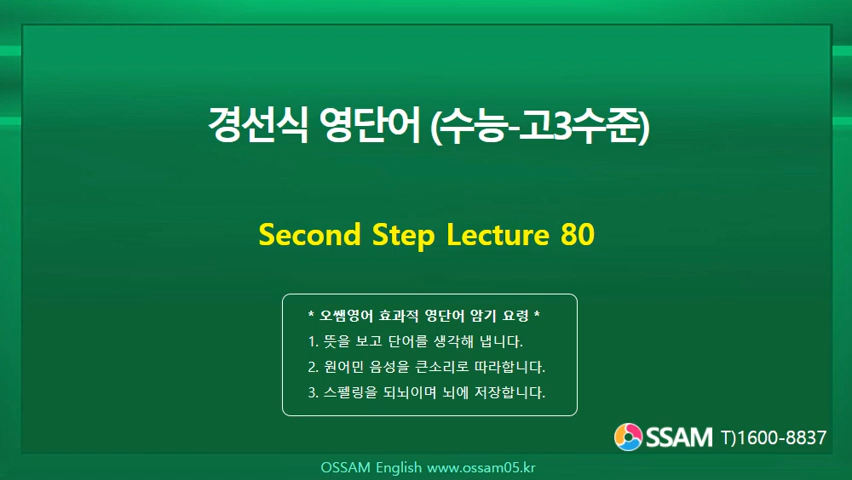 경선식 영단어 (수능-고3수준)
Second Step Lecture 80
* 오쌤영어 효과적 영단어 암기 요령 *
1. 뜻을 보고 단어를 생각해 냅니다.
2. 원어민 음성을 큰소리로 따라합니다.
3. 스펠링을 되뇌이며 뇌에 저장합니다.
SSAM T)1600-8837
OSSAM English www.ossam05.kr